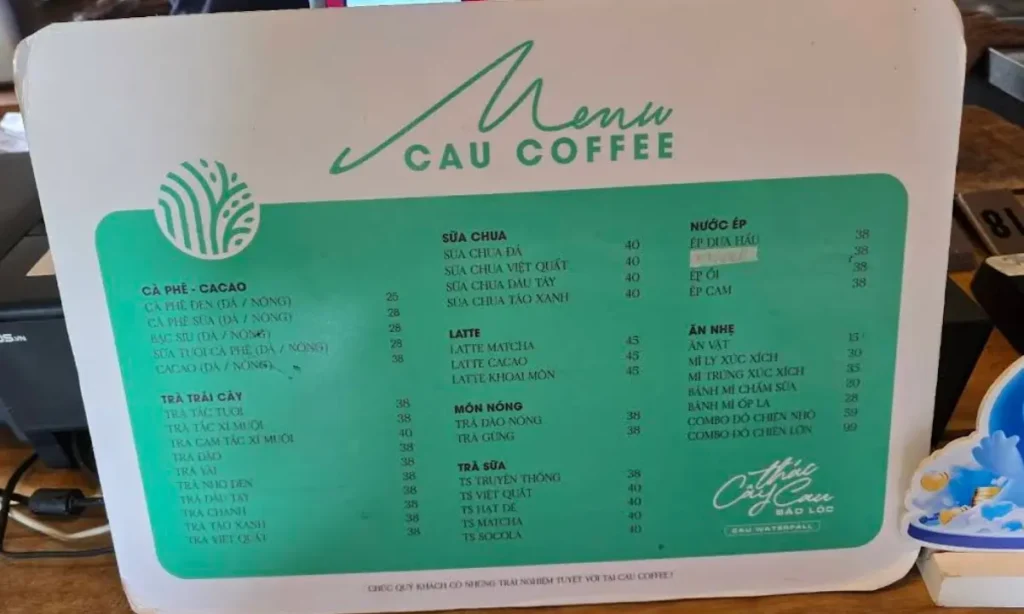 Menu
CAU COFFEE
CÀ PHÊ - CACAO
CÀ PHÊ ĐEN (ĐÁ / NÓNG) 25
CÀ PHÊ SỮA (ĐÁ / NÓNG) 28
BẠC SỈU (ĐÁ / NÓNG) 28
SỮA TƯƠI CÀ PHÊ (ĐÁ / NÓNG) 28
CACAO (ĐÁ / NÓNG) 38
TRÀ TRÁI CÂY
TRÀ TẮC TƯƠI 38
TRÀ TẮC XÍ MUỘI 38
TRÀ CAM TẮC XÍ MUỘI 40
TRÀ ĐÀO 38
TRÀ VẢI 38
TRÀ NHO ĐEN 38
TRÀ DÂU TÂY 38
TRÀ CHANH 38
TRÀ TÁO XANH 38
TRÀ VIỆT QUẤT 38
SỮA CHUA
SỮA CHUA ĐÁ 40
SỮA CHUA VIỆT QUẤT 40
SỮA CHUA DÂU TÂY 40
SỮA CHUA TÁO XANH 40
LATTE
LATTE MATCHA 45
LATTE CACAO 45
LATTE KHOAI MÔN 45
MÓN NÓNG
TRÀ ĐÀO NÓNG 38
TRÀ GỪNG 38
TRÀ SỮA
TS TRUYỀN THỐNG 38
TS VIỆT QUẤT 40
TS HẠT DẺ 40
TS MATCHA 40
TS SOCOLA 40
NƯỚC ÉP
ÉP DƯA HẤU 38
38
ÉP ỔI 38
ÉP CAM 38
ĂN NHẸ
ĂN VẶT 15
MÌ LY XÚC XÍCH 30
MÌ TRỨNG XÚC XÍCH 35
BÁNH MÌ CHẤM SỮA 20
BÁNH MÌ ỐP LA 28
COMBO ĐỒ CHIÊN NHỎ 59
COMBO ĐỒ CHIÊN LỚN 99
thác
Cây Cau
BẢO LỘC
CAU WATERFALL
CHÚC QUÝ KHÁCH CÓ NHỮNG TRẢI NGHIỆM TUYỆT VỜI TẠI CAU COFFEE!
18